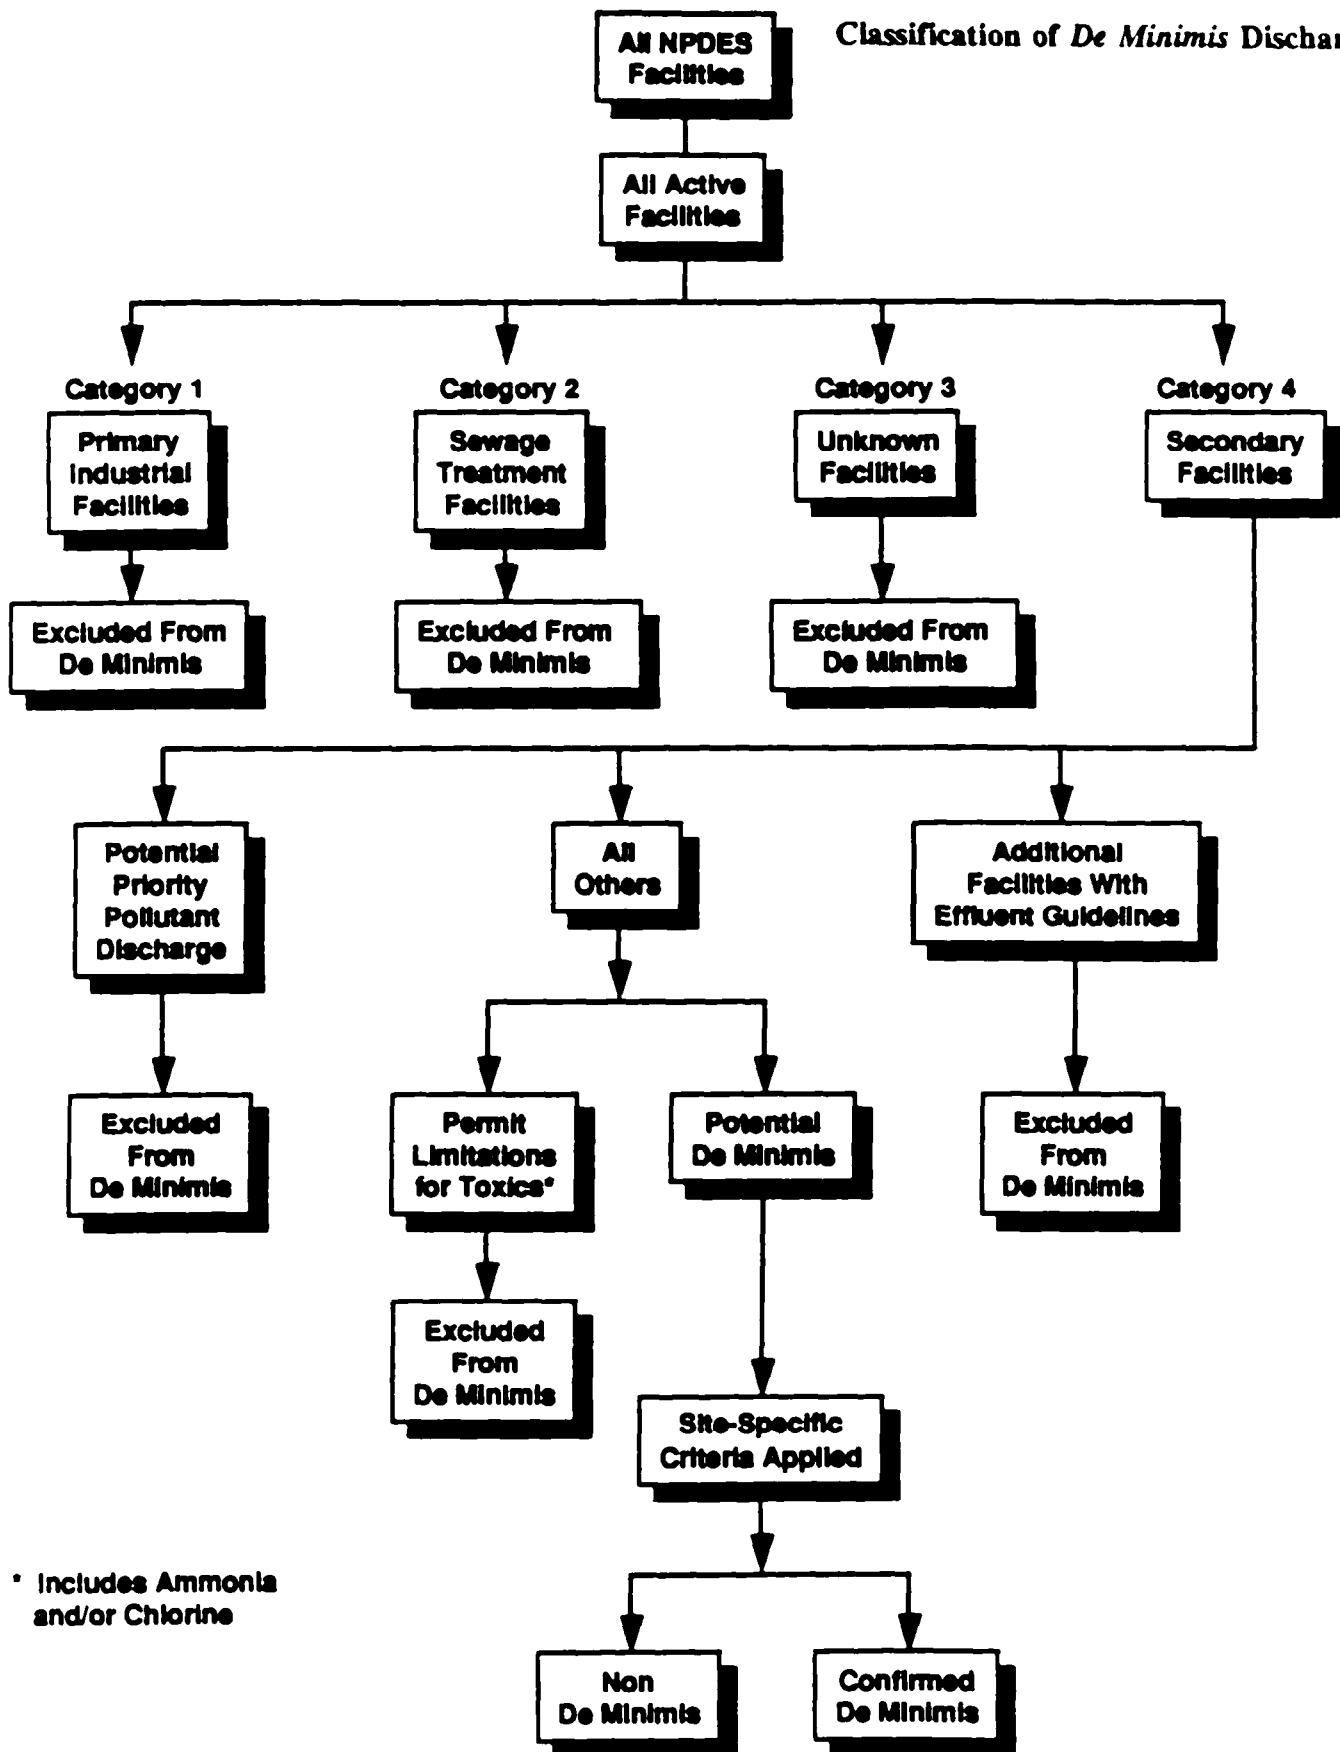 All NPDES
Facilities
Classification of De Minimis
All Active
Facilities
Category 1
Category 2
Category 3
Category 4
Primary
Industrial
Facilities
Sewage
Treatment
Facilities
Unknown
Facilities
Secondary
Facilities
Excluded From
De Minimis
Excluded From
De Minimis
Excluded From
De Minimis
Potential
Priority
Pollutant
Discharge
All
Others
Additional
Facilities With
Effluent Guidelines
Excluded
From
De Minimis
Permit
Limitations
for Toxics*
Potential
De Minimis
Excluded
From
De Minimis
Excluded
From
De Minimis
Site-Specific
Criteria Applied
* Includes Ammonia
and/or Chlorine
Non
De Minimis
Confirmed
De Minimis